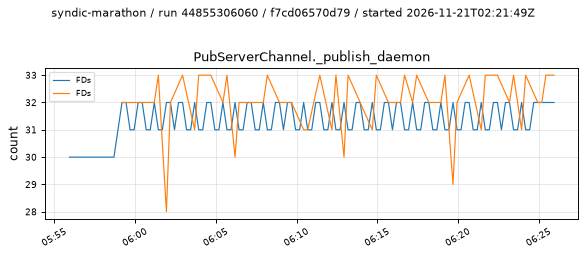 syndic-marathon / run 44855306060 / f7cd06570d79 / started 2026-11-21T02:21:49Z
PubServerChannel._publish_daemon
FDs
FDs
count
33
32
31
30
29
28
05:55
06:00
06:05
06:10
06:15
06:20
06:25